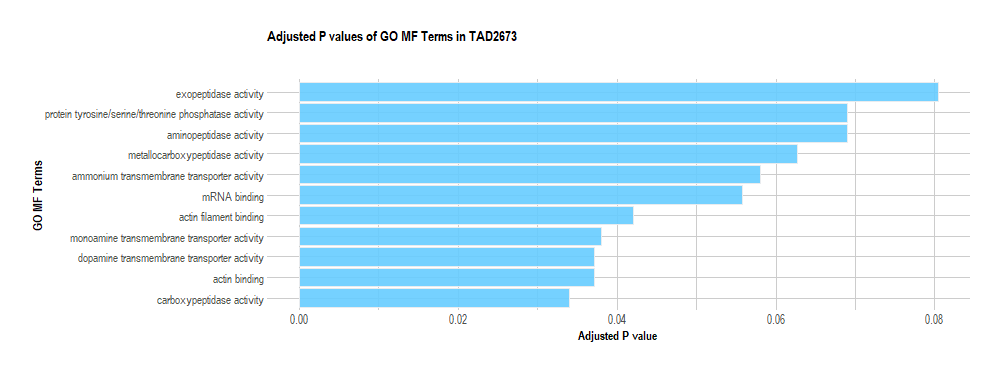 Adjusted P values of GO MF Terms in TAD2673
GO MF Terms
exopeptidase activity
protein tyrosine/serine/threonine phosphatase activity
aminopeptidase activity
metallocarboxypeptidase activity
ammonium transmembrane transporter activity
mRNA binding
actin filament binding
monoamine transmembrane transporter activity
dopamine transmembrane transporter activity
actin binding
carboxypeptidase activity
0.00 0.02 0.04 0.06 0.08
Adjusted P value